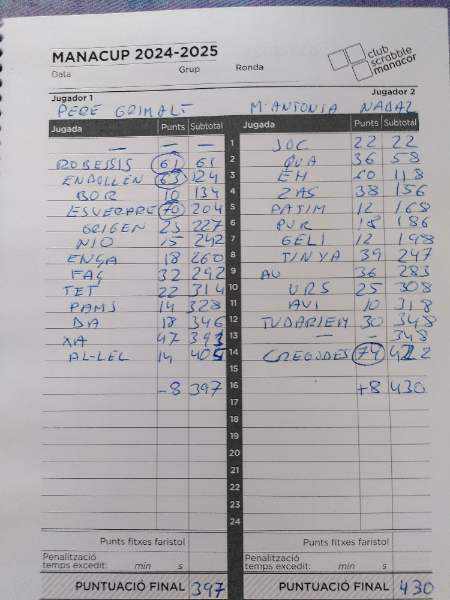 MANACUP 2024-2025
club scrabble manacor
Data Grup Ronda
Jugador 1 Jugador 2
PERE GRIMALT Mª ANTONIA NADAL
Jugada Punts Subtotal Jugada Punts Subtotal
— — — 1 JOC 22 22
ROBESSIS 61 61 2 QUA 36 58
ENDOLLEN 63 124 3 EH 60 118
BOR 10 134 4 ZAS 38 156
ESVERARE 70 204 5 PATIM 12 168
ORIGEN 23 227 6 PUR 18 186
NIO 15 242 7 GELI 12 198
ENÇA 18 260 8 TINYA 39 247
FAÇ 32 292 9 AU 36 283
TET 22 314 10 URS 25 308
PAMS 14 328 11 AVI 10 318
DA 18 346 12 TUDARIEM 30 348
XA 47 393 13 — - 348
AL·LEL 14 405 14 74 422
15
-8 397 16 +8 430
17
18
19
20
21
22
23
24
Punts fitxes faristol Punts fitxes faristol
Penalització temps excedit: min s Penalització temps excedit: min s
PUNTUACIÓ FINAL 397 PUNTUACIÓ FINAL 430